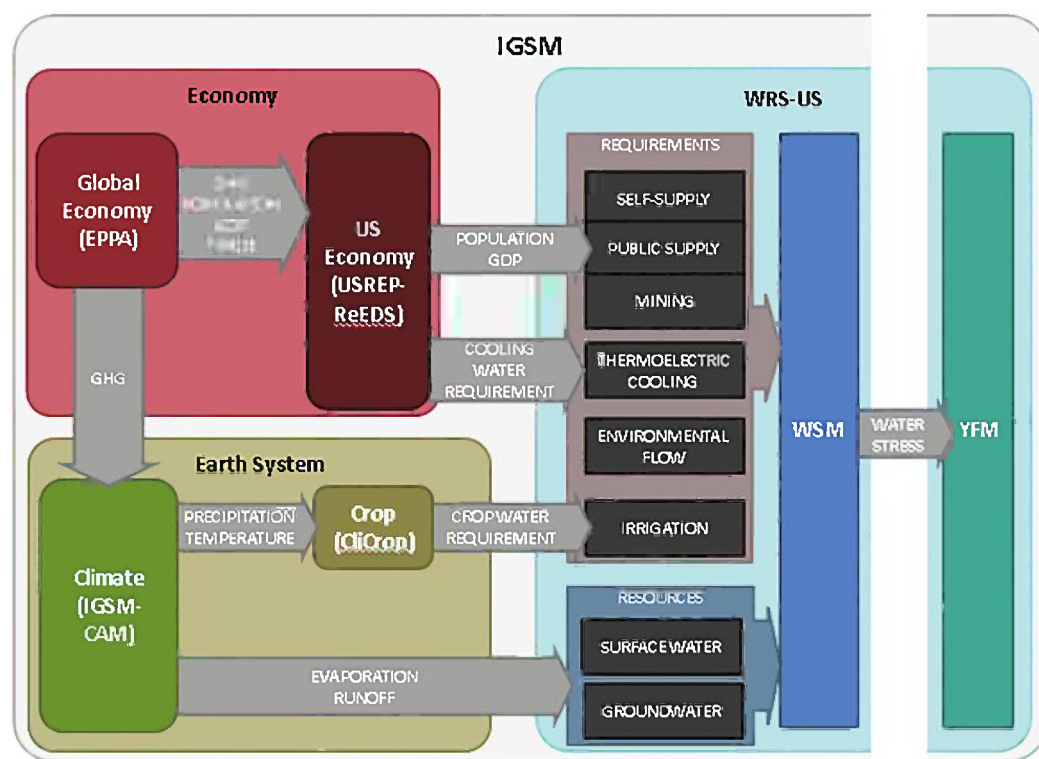 IGSM
Economy
Global
Economy
(EPPA)
US
Economy
(USREP-
ReEDS)
POPULATION
GDP
COOLING
WATER
REQUIREMENT
GHG
Earth System
Climate
(IGSM-
CAM)
PRECIPITATION
TEMPERATURE
Crop
(CliCrop)
CROP WATER
REQUIREMENT
EVAPORATION
RUNOFF
WRS-US
REQUIREMENTS
SELF-SUPPLY
PUBLIC SUPPLY
MINING
THERMOELECTRIC
COOLING
ENVIRONMENTAL
FLOW
IRRIGATION
RESOURCES
SURFACE WATER
GROUNDWATER
WSM
WATER
STRESS
YFM